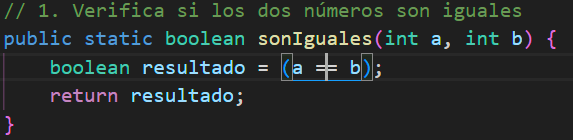 // 1. Verifica si los dos números son iguales
public static boolean sonIguales(int a, int b) {
    boolean resultado = (a == b);
    return resultado;
}